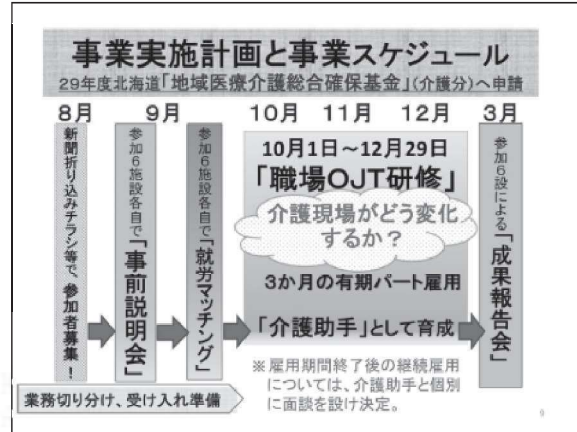 事業実施計画と事業スケジュール
29年度北海道「地域医療介護総合確保基金」(介護分)へ申請
8月 9月 10月 11月 12月 3月
新聞折り込みチラシ等で、参加者募集!
参加6施設各自で「事前説明会」
参加6施設各自で「就労マッチング」
10月1日~12月29日
「職場OJT研修」
介護現場がどう変化
するか?
3か月の有期パート雇用
「介護助手」として育成
参加6設による「成果報告会」
※雇用期間終了後の継続雇用
については、介護助手と個別
に面談を設け決定。
業務切り分け、受け入れ準備
9